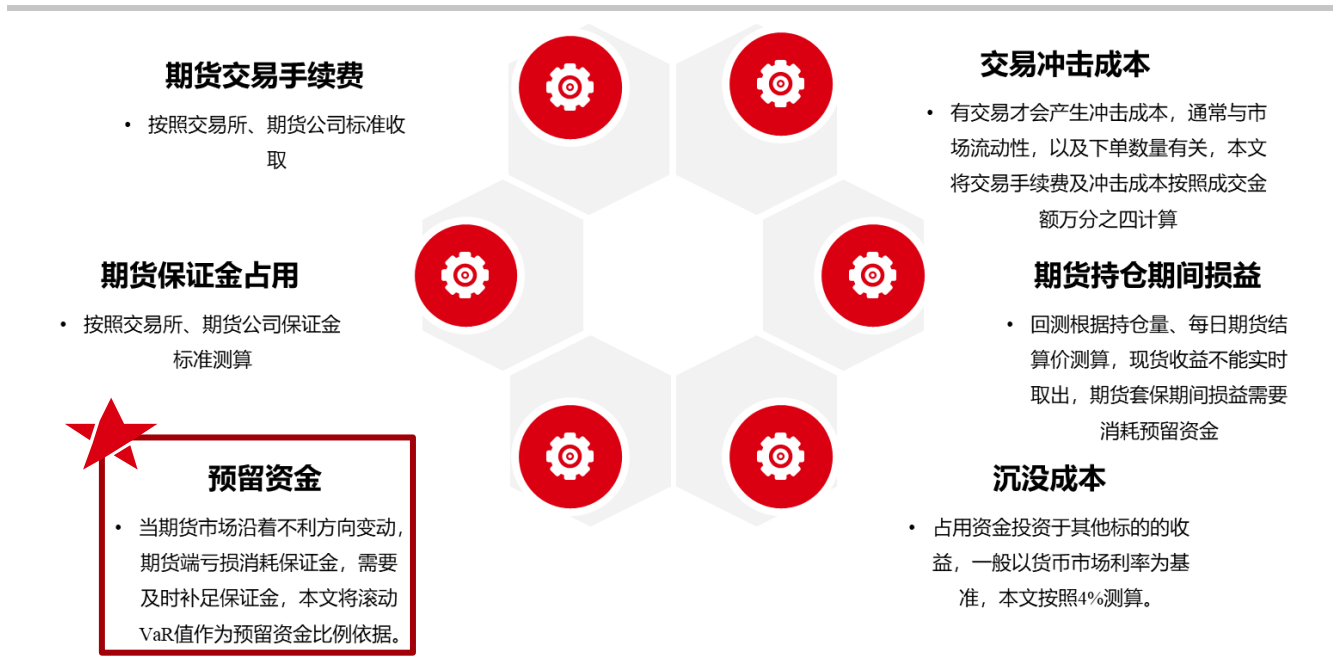 期货交易手续费
• 按照交易所、期货公司标准收
取
期货保证金占用
• 按照交易所、期货公司保证金
标准测算
预留资金
• 当期货市场沿着不利方向变动，
期货端亏损消耗保证金，需要
及时补足保证金，本文将滚动
VaR值作为预留资金比例依据。
交易冲击成本
• 有交易才会产生冲击成本，通常与市
场流动性，以及下单数量有关，本文
将交易手续费及冲击成本按照成交金
额万分之四计算
期货持仓期间损益
• 回测根据持仓量、每日期货结
算价测算，现货收益不能实时
取出，期货套保期间损益需要
消耗预留资金
沉没成本
• 占用资金投资于其他标的的收
益，一般以货币市场利率为基
准，本文按照4%测算。